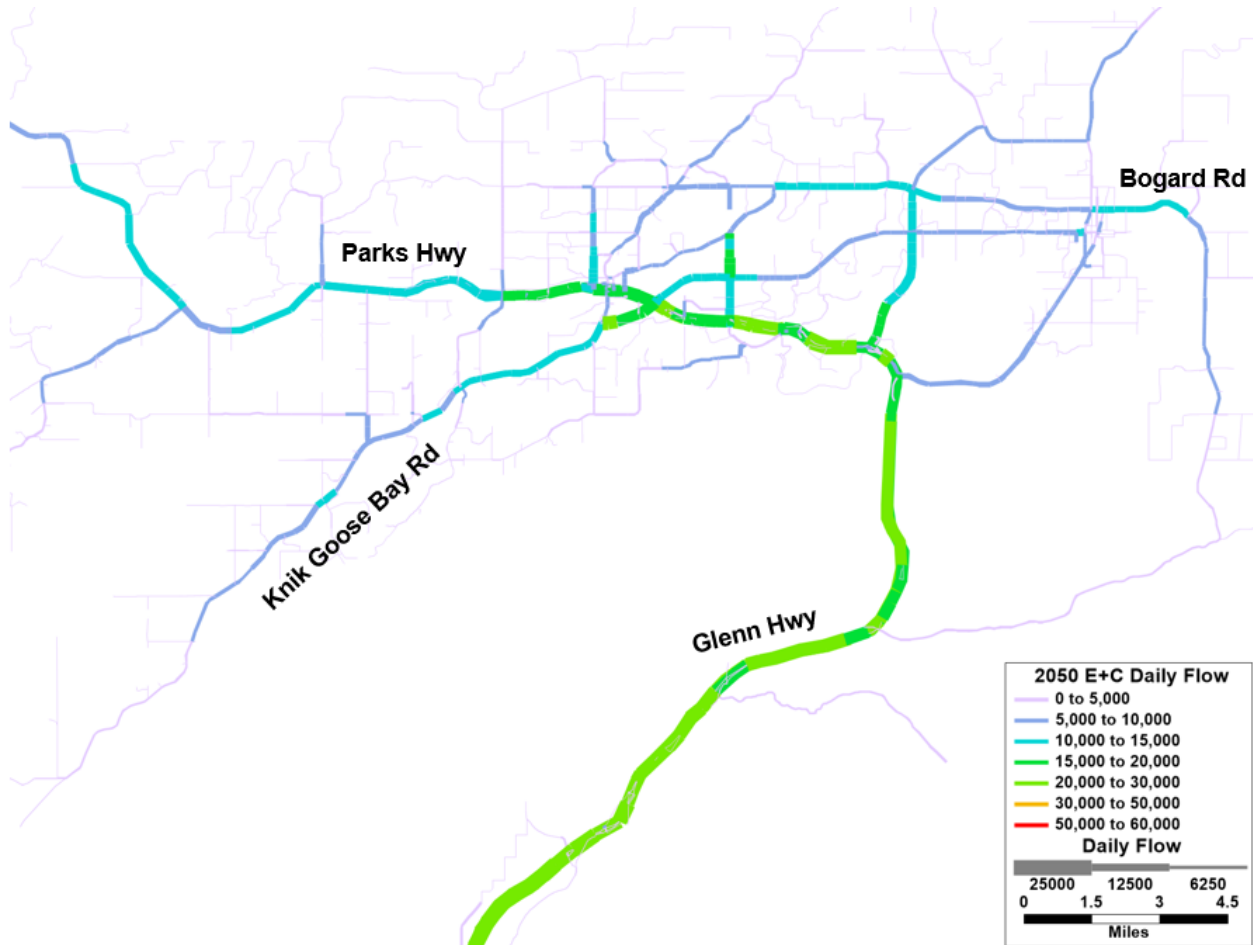 Bogard Rd
Parks Hwy
Knik Goose Bay Rd
Glenn Hwy
2050 E+C Daily Flow
0 to 5,000
5,000 to 10,000
10,000 to 15,000
15,000 to 20,000
20,000 to 30,000
30,000 to 50,000
50,000 to 60,000
Daily Flow
25000 12500 6250
0 1.5 3 4.5
Miles